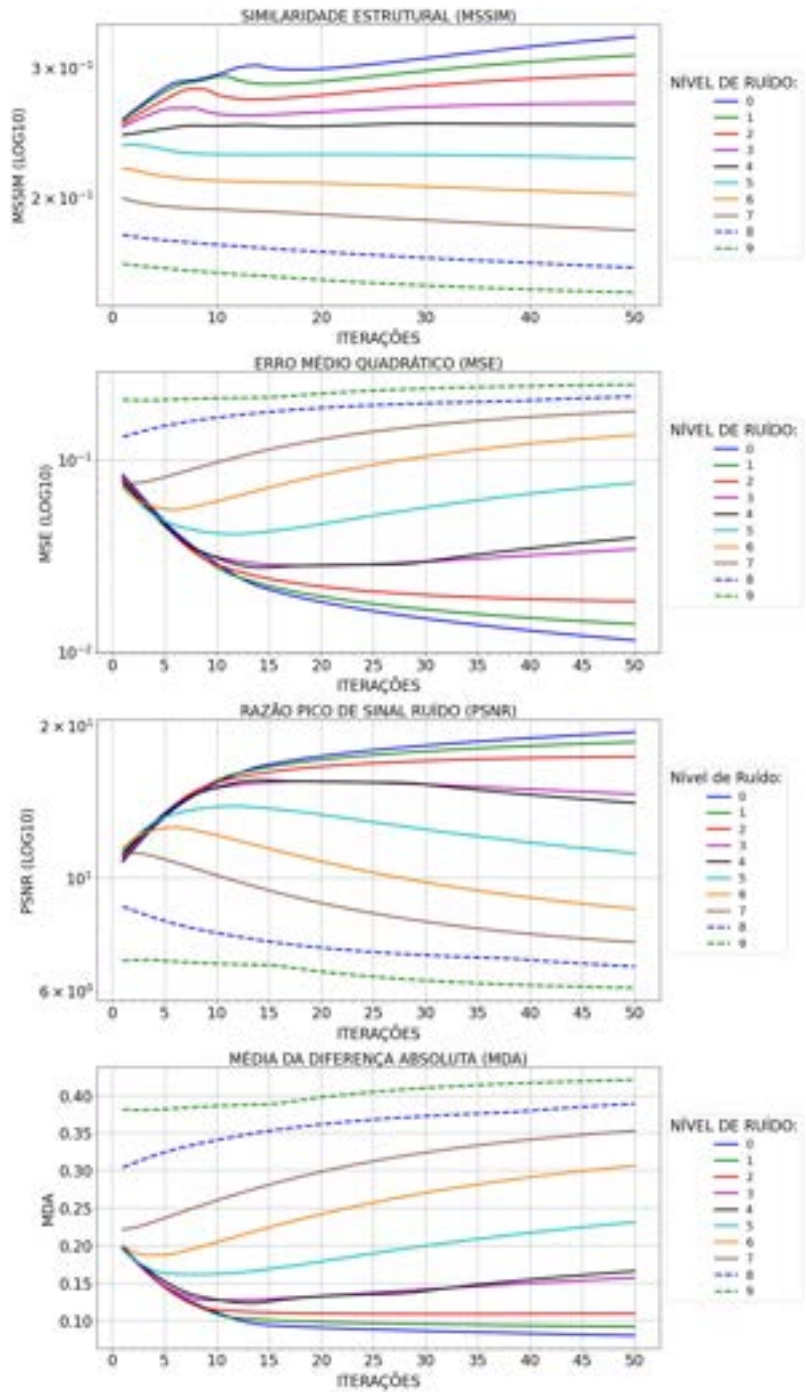 SIMILARIDADE ESTRUTURAL (MSSIM)
MSSIM (LOG10)
3 × 10⁻¹
2 × 10⁻¹
0 5 10 15 20 25 30 35 40 45 50
ITERAÇÕES
NÍVEL DE RUÍDO:
0
1
2
3
4
5
6
7
8
9
ERRO MÉDIO QUADRÁTICO (MSE)
MSE (LOG10)
10⁻¹
10⁻²
0 5 10 15 20 25 30 35 40 45 50
ITERAÇÕES
NÍVEL DE RUÍDO:
0
1
2
3
4
5
6
7
8
9
RAZÃO PICO DE SINAL RUÍDO (PSNR)
PSNR (LOG10)
2 × 10¹
10¹
6 × 10⁰
0 5 10 15 20 25 30 35 40 45 50
ITERAÇÕES
Nível de Ruído:
0
1
2
3
4
5
6
7
8
9
MÉDIA DA DIFERENÇA ABSOLUTA (MDA)
MDA
0.40
0.35
0.30
0.25
0.20
0.15
0.10
0 5 10 15 20 25 30 35 40 45 50
ITERAÇÕES
NÍVEL DE RUÍDO:
0
1
2
3
4
5
6
7
8
9